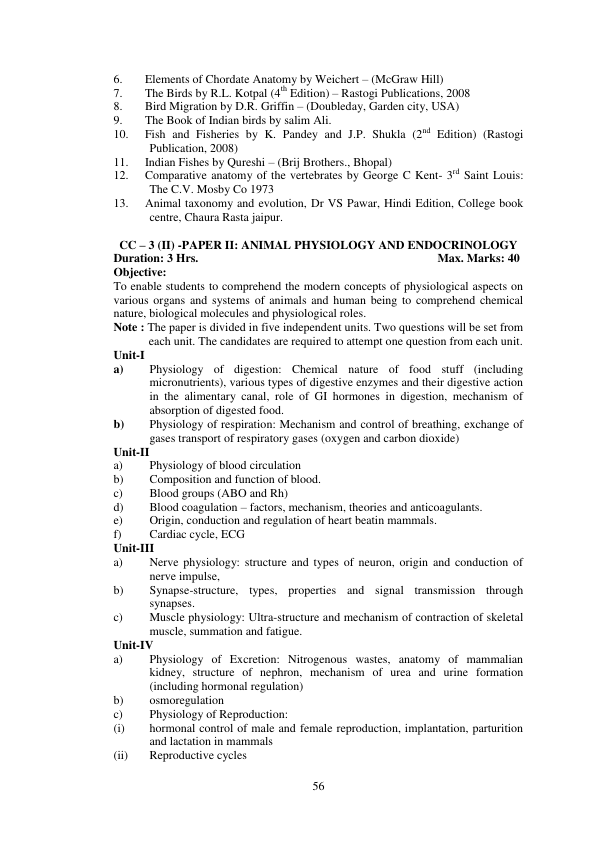 6. Elements of Chordate Anatomy by Weichert – (McGraw Hill)
7. The Birds by R.L. Kotpal (4th Edition) – Rastogi Publications, 2008
8. Bird Migration by D.R. Griffin – (Doubleday, Garden city, USA)
9. The Book of Indian birds by salim Ali.
10. Fish and Fisheries by K. Pandey and J.P. Shukla (2nd Edition) (Rastogi
Publication, 2008)
11. Indian Fishes by Qureshi – (Brij Brothers., Bhopal)
12. Comparative anatomy of the vertebrates by George C Kent- 3rd Saint Louis:
The C.V. Mosby Co 1973
13. Animal taxonomy and evolution, Dr VS Pawar, Hindi Edition, College book
centre, Chaura Rasta jaipur.
CC – 3 (II) -PAPER II: ANIMAL PHYSIOLOGY AND ENDOCRINOLOGY
Duration: 3 Hrs. Max. Marks: 40
Objective:
To enable students to comprehend the modern concepts of physiological aspects on
various organs and systems of animals and human being to comprehend chemical
nature, biological molecules and physiological roles.
Note : The paper is divided in five independent units. Two questions will be set from
each unit. The candidates are required to attempt one question from each unit.
Unit-I
a) Physiology of digestion: Chemical nature of food stuff (including
micronutrients), various types of digestive enzymes and their digestive action
in the alimentary canal, role of GI hormones in digestion, mechanism of
absorption of digested food.
b) Physiology of respiration: Mechanism and control of breathing, exchange of
gases transport of respiratory gases (oxygen and carbon dioxide)
Unit-II
a) Physiology of blood circulation
b) Composition and function of blood.
c) Blood groups (ABO and Rh)
d) Blood coagulation – factors, mechanism, theories and anticoagulants.
e) Origin, conduction and regulation of heart beatin mammals.
f) Cardiac cycle, ECG
Unit-III
a) Nerve physiology: structure and types of neuron, origin and conduction of
nerve impulse,
b) Synapse-structure, types, properties and signal transmission through
synapses.
c) Muscle physiology: Ultra-structure and mechanism of contraction of skeletal
muscle, summation and fatigue.
Unit-IV
a) Physiology of Excretion: Nitrogenous wastes, anatomy of mammalian
kidney, structure of nephron, mechanism of urea and urine formation
(including hormonal regulation)
b) osmoregulation
c) Physiology of Reproduction:
(i) hormonal control of male and female reproduction, implantation, parturition
and lactation in mammals
(ii) Reproductive cycles
56